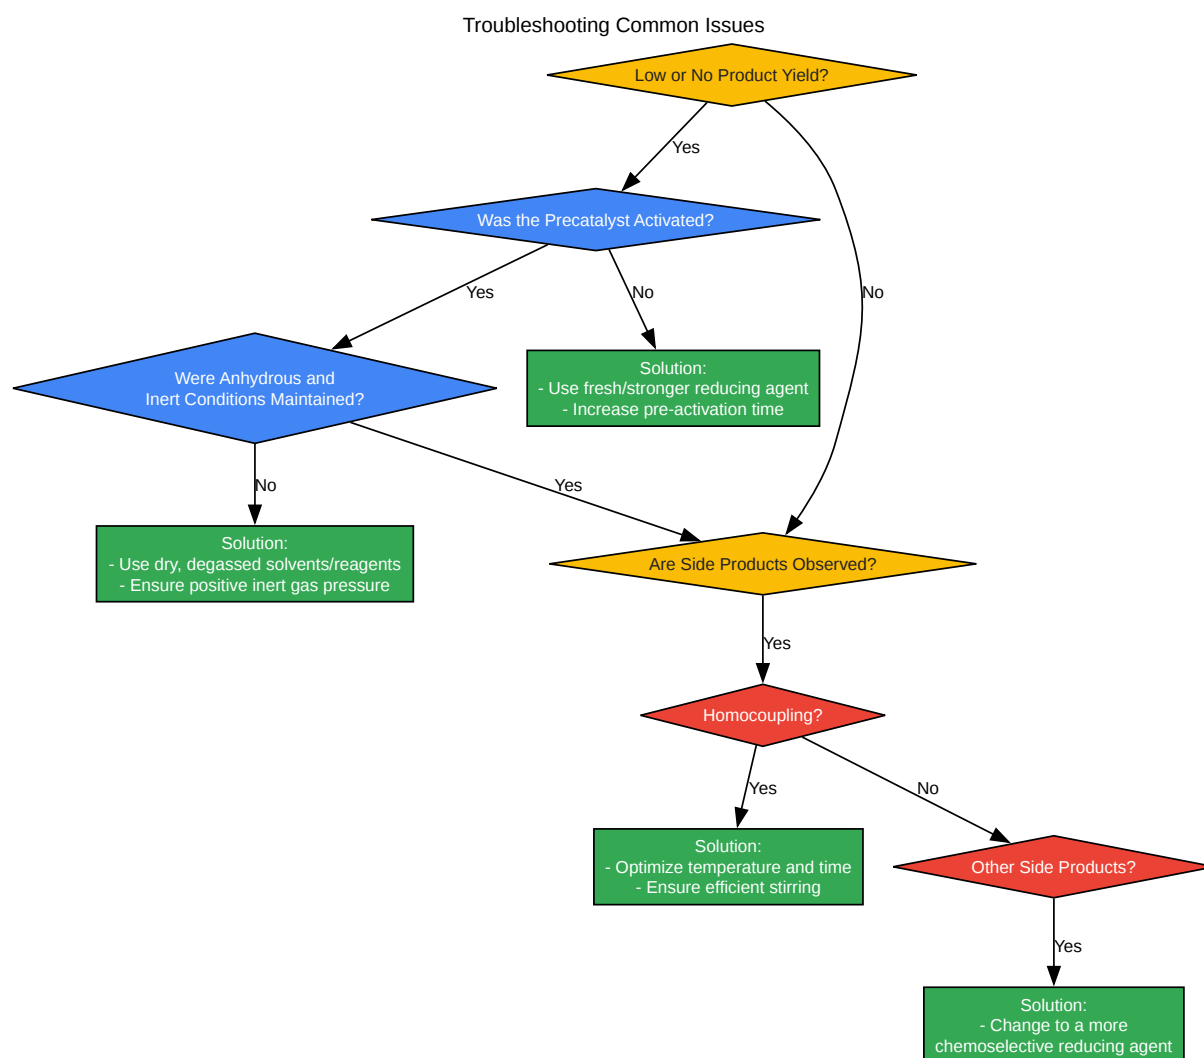 Troubleshooting Common Issues
Low or No Product Yield?
Yes
Was the Precatalyst Activated?
Yes
No
No
Were Anhydrous and
Inert Conditions Maintained?
Solution:
- Use fresh/stronger reducing agent
- Increase pre-activation time
No
Yes
Solution:
- Use dry, degassed solvents/reagents
- Ensure positive inert gas pressure
Are Side Products Observed?
Yes
Homocoupling?
Yes
No
Solution:
- Optimize temperature and time
- Ensure efficient stirring
Other Side Products?
Yes
Solution:
- Change to a more
chemoselective reducing agent